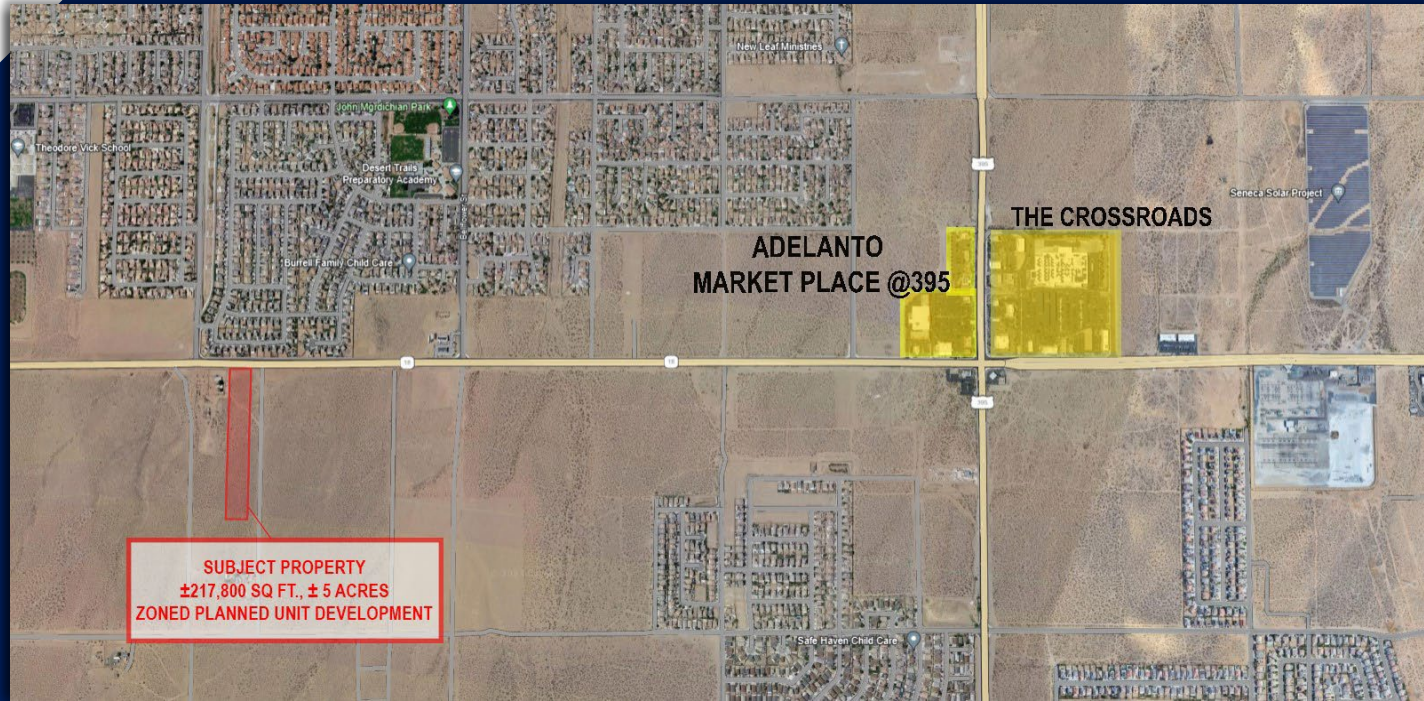 New Leaf Ministries
John Mgrdichian Park
Theodore Vick School
Desert Trails
Preparatory Academy
395
Seneca Solar Project
THE CROSSROADS
ADELANTO
MARKET PLACE @395
Burrell Family Child Care
18
18
395
SUBJECT PROPERTY
±217,800 SQ FT., ± 5 ACRES
ZONED PLANNED UNIT DEVELOPMENT
Safe Haven Child Care